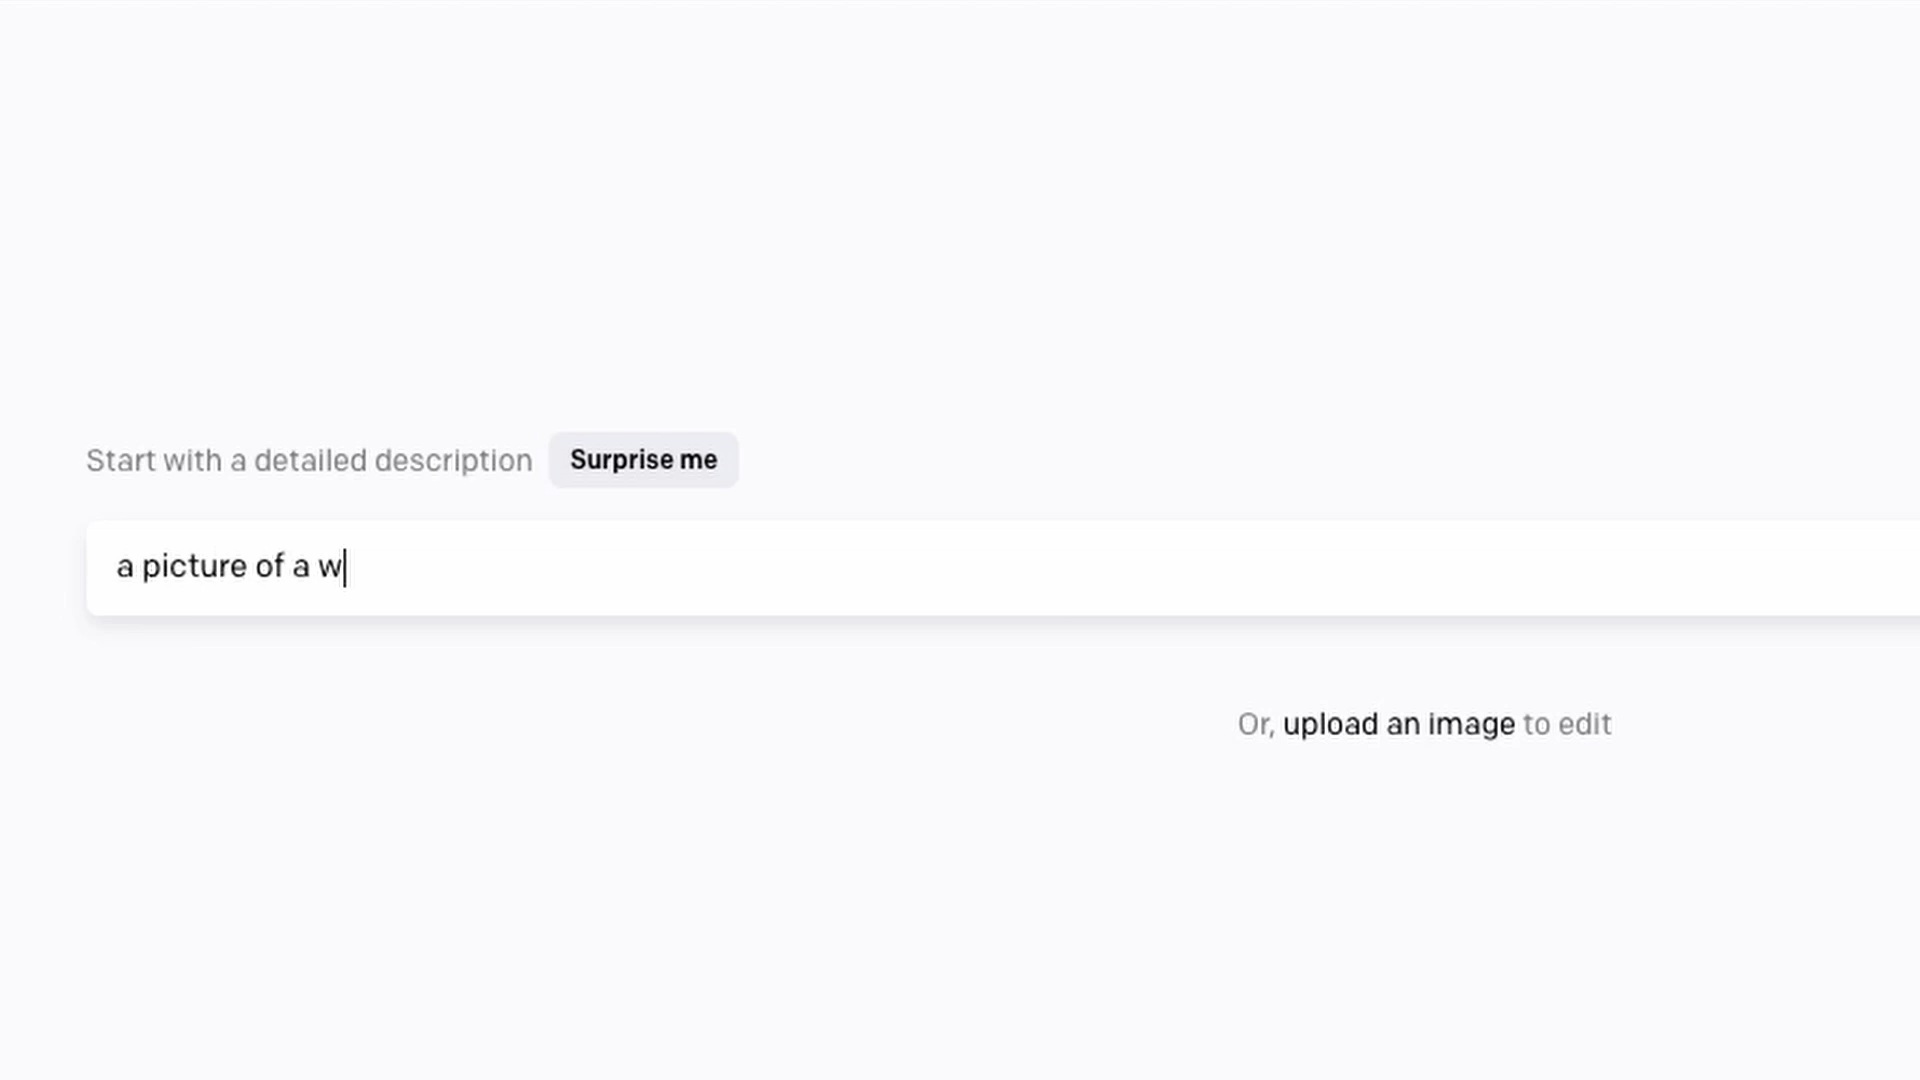 Start with a detailed description Surprise me
a picture of a w
Or, upload an image to edit